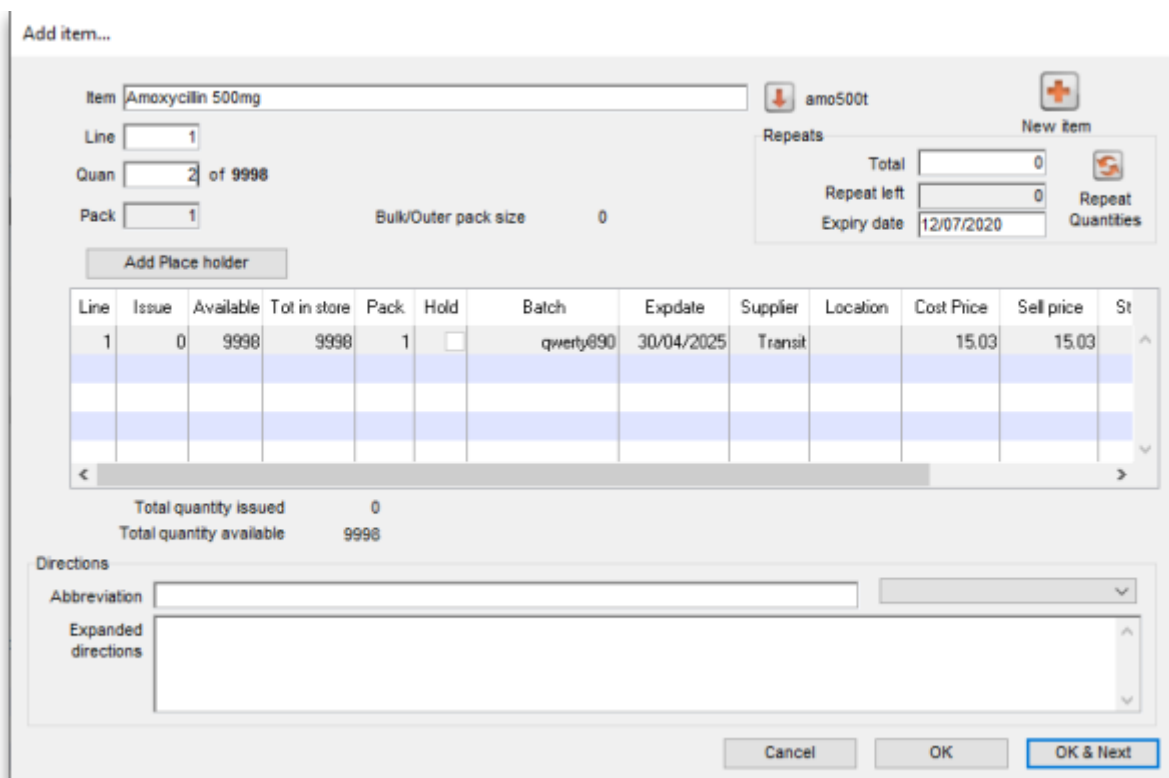 Add item...
Item Amoxycillin 500mg amo500t
New item
Line 1
Repeats
Quan 2 of 9998
Total 0
Repeat left 0
Repeat Quantities
Pack 1 Bulk/Outer pack size 0
Expiry date 12/07/2020
Add Place holder
Line Issue Available Tot in store Pack Hold Batch Expdate Supplier Location Cost Price Sell price St
1 0 9998 9998 1 qwerty890 30/04/2025 Transit 15.03 15.03
Total quantity issued 0
Total quantity available 9998
Directions
Abbreviation
Expanded directions
Cancel OK OK & Next